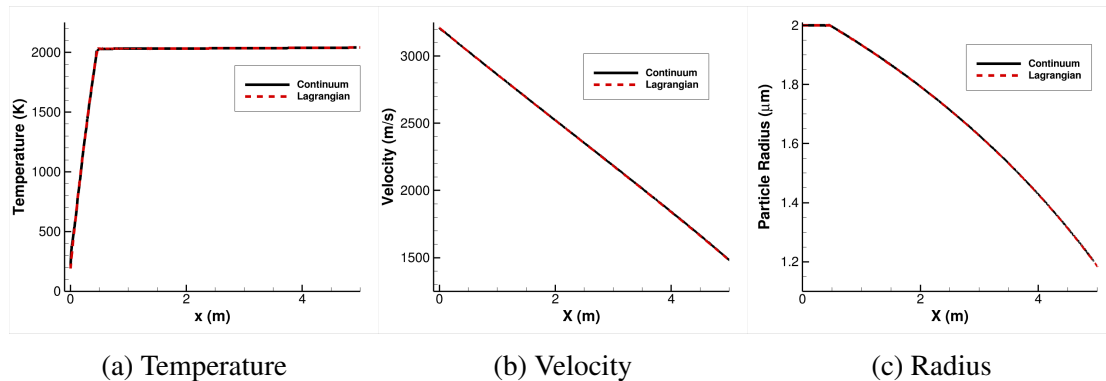 2000
1500
1000
500
0
Temperature (K)
0 2 4
x (m)
Continuum
Lagrangian
3000
2500
2000
1500
Velocity (m/s)
0 2 4
X (m)
Continuum
Lagrangian
2
1.8
1.6
1.4
1.2
Particle Radius (μm)
0 2 4
X (m)
Continuum
Lagrangian
(a) Temperature
(b) Velocity
(c) Radius